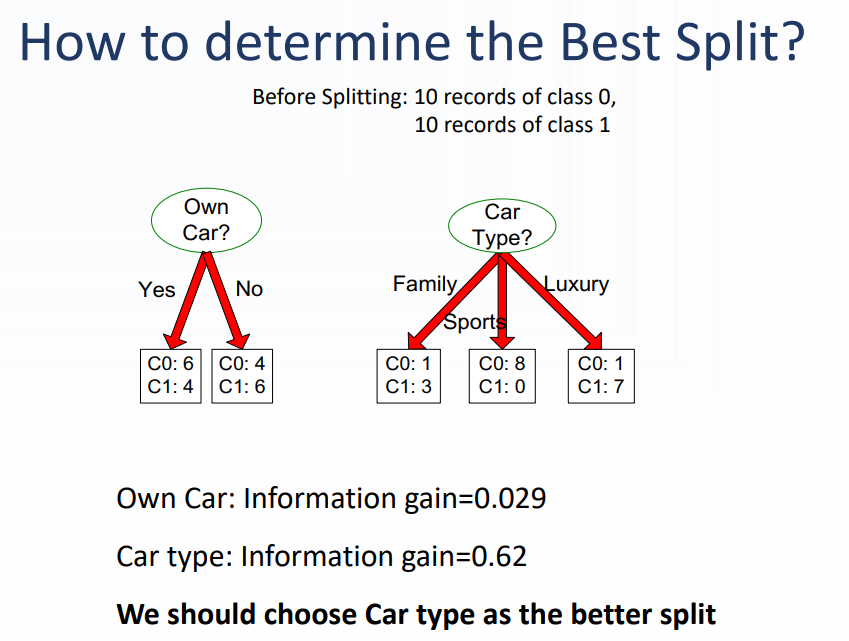 How to determine the Best Split?
Before Splitting: 10 records of class 0,
10 records of class 1
Own
Car?
Yes
No
C0: 6
C1: 4
C0: 4
C1: 6
Car
Type?
Family
Sports
Luxury
C0: 1
C1: 3
C0: 8
C1: 0
C0: 1
C1: 7
Own Car: Information gain=0.029
Car type: Information gain=0.62
We should choose Car type as the better split